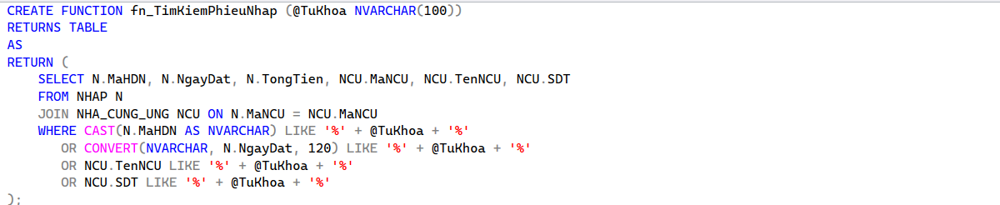 CREATE FUNCTION fn_TimKiemPhieuNhap (@TuKhoa NVARCHAR(100))
RETURNS TABLE
AS
RETURN (
    SELECT N.MaHDN, N.NgayDat, N.TongTien, NCU.MaNCU, NCU.TenNCU, NCU.SDT
    FROM NHAP N
    JOIN NHA_CUNG_UNG NCU ON N.MaNCU = NCU.MaNCU
    WHERE CAST(N.MaHDN AS NVARCHAR) LIKE '%' + @TuKhoa + '%'
       OR CONVERT(NVARCHAR, N.NgayDat, 120) LIKE '%' + @TuKhoa + '%'
       OR NCU.TenNCU LIKE '%' + @TuKhoa + '%'
       OR NCU.SDT LIKE '%' + @TuKhoa + '%'
);